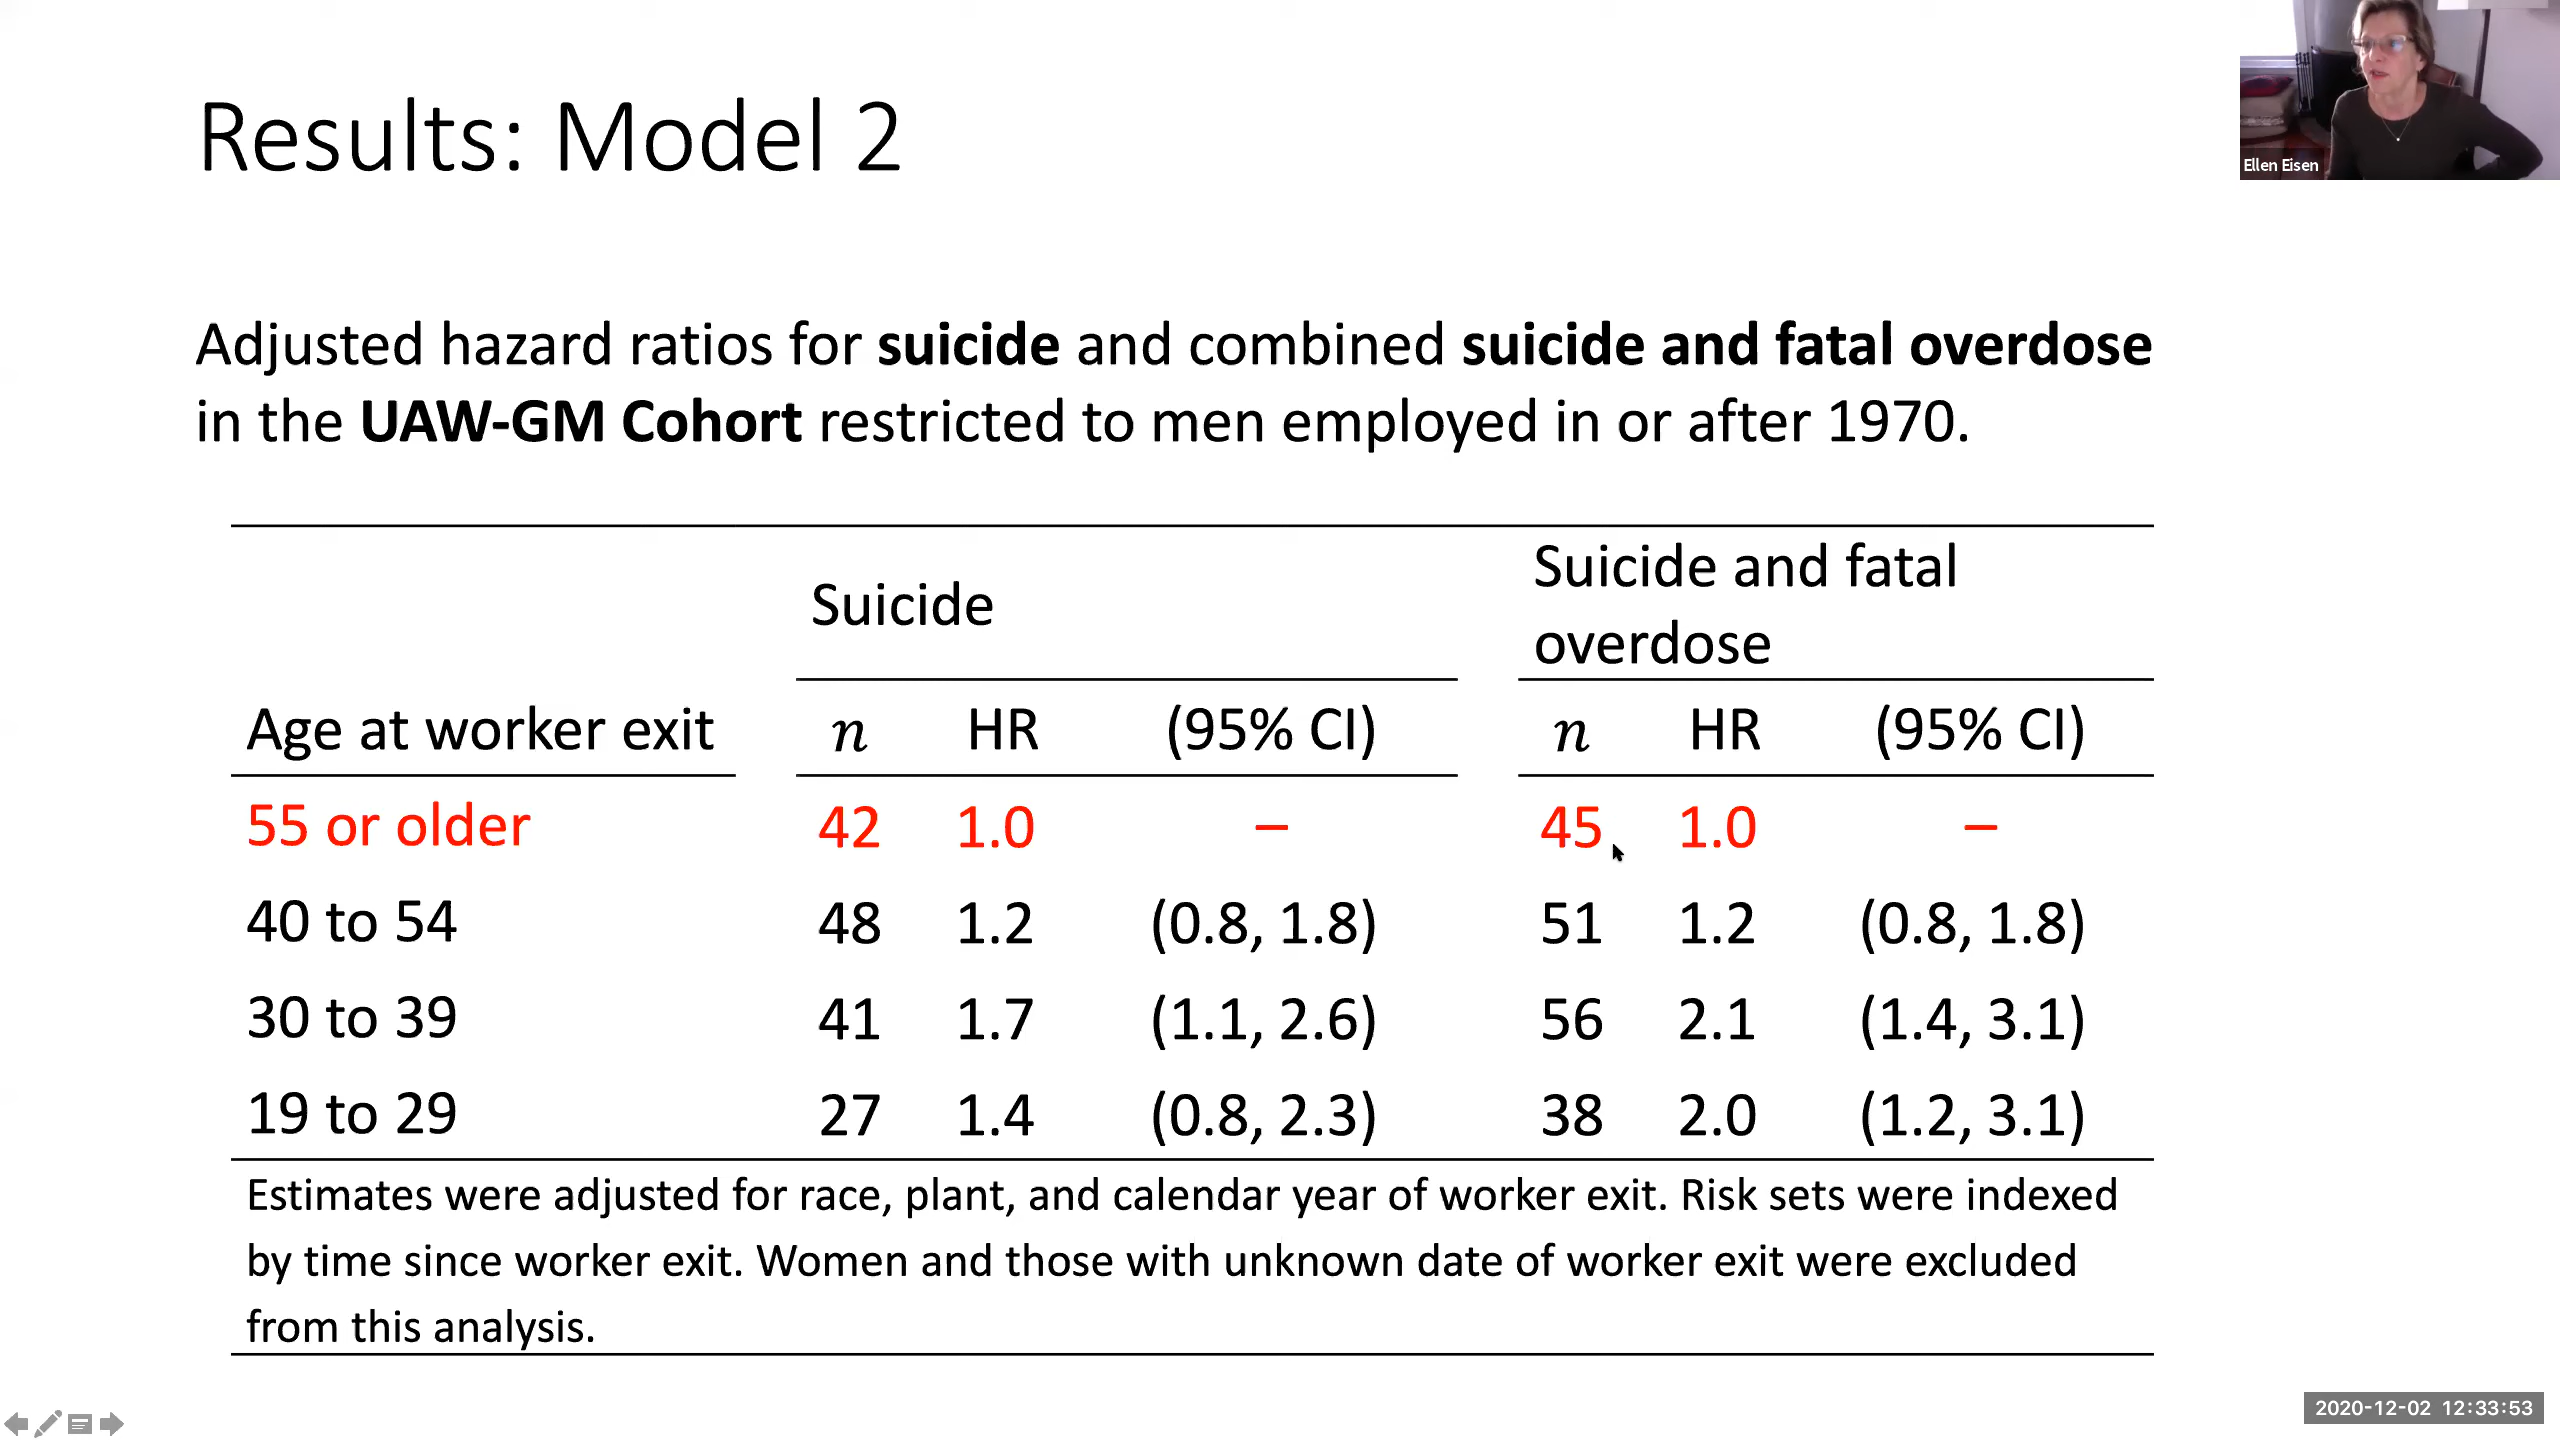 Results: Model 2
Ellen Eisen
Adjusted hazard ratios for suicide and combined suicide and fatal overdose
in the UAW-GM Cohort restricted to men employed in or after 1970.
Suicide
Suicide and fatal
overdose
Age at worker exit n HR (95% CI) n HR (95% CI)
55 or older 42 1.0 – 45 1.0 –
40 to 54 48 1.2 (0.8, 1.8) 51 1.2 (0.8, 1.8)
30 to 39 41 1.7 (1.1, 2.6) 56 2.1 (1.4, 3.1)
19 to 29 27 1.4 (0.8, 2.3) 38 2.0 (1.2, 3.1)
Estimates were adjusted for race, plant, and calendar year of worker exit. Risk sets were indexed
by time since worker exit. Women and those with unknown date of worker exit were excluded
from this analysis.
2020-12-02 12:33:53